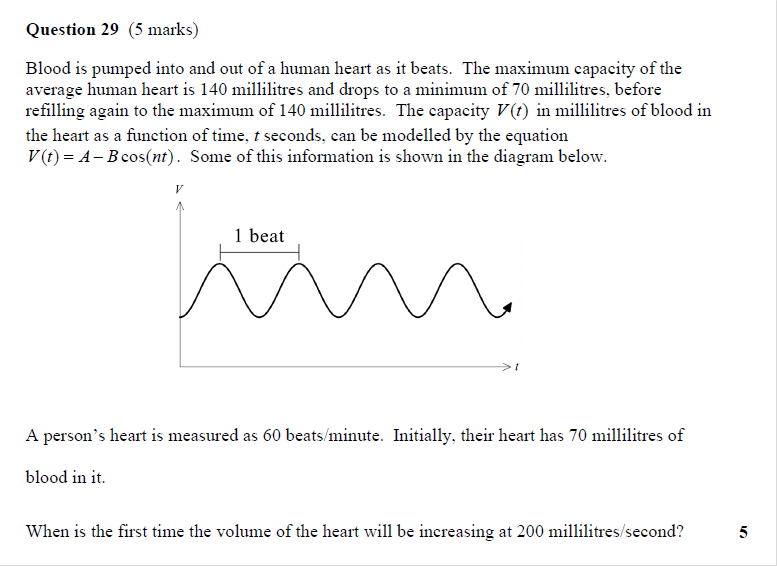 Question 29 (5 marks)
Blood is pumped into and out of a human heart as it beats. The maximum capacity of the
average human heart is 140 millilitres and drops to a minimum of 70 millilitres, before
refilling again to the maximum of 140 millilitres. The capacity V(t) in millilitres of blood in
the heart as a function of time, t seconds, can be modelled by the equation
V(t) = A − B cos(nt). Some of this information is shown in the diagram below.
V
1 beat
t
A person's heart is measured as 60 beats/minute. Initially, their heart has 70 millilitres of
blood in it.
When is the first time the volume of the heart will be increasing at 200 millilitres/second? 5